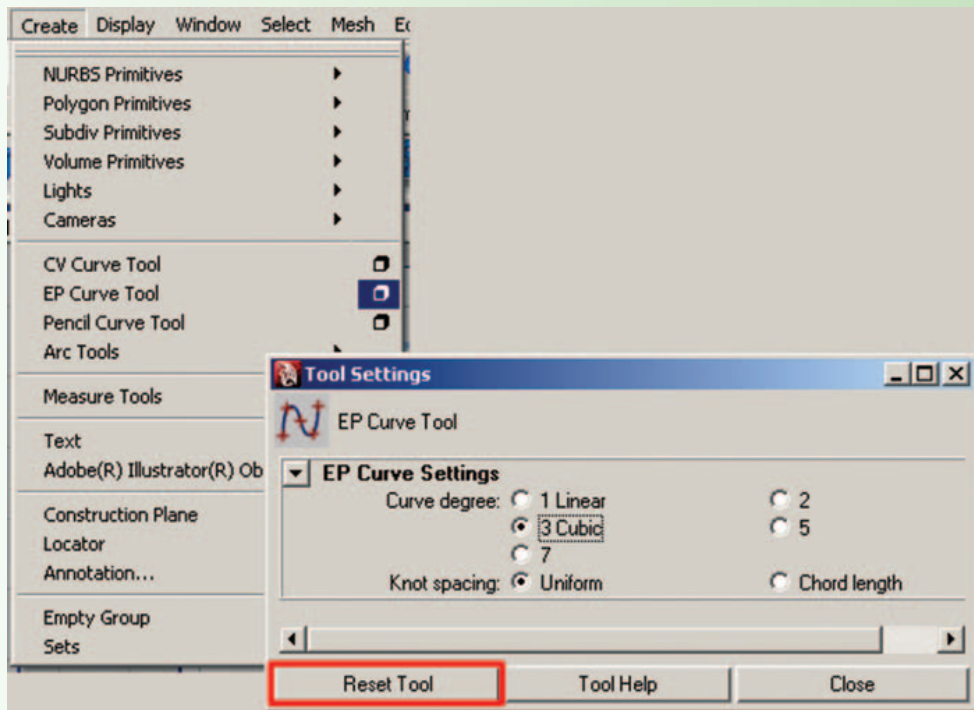 Create Display Window Select Mesh
NURBS Primitives
Polygon Primitives
Subdiv Primitives
Volume Primitives
Lights
Cameras
CV Curve Tool
EP Curve Tool
Pencil Curve Tool
Arc Tools
Measure Tools
Text
Adobe(R) Illustrator(R) Ob
Construction Plane
Locator
Annotation...
Empty Group
Sets
Tool Settings
EP Curve Tool
EP Curve Settings
Curve degree: 1 Linear 2
3 Cubic 5
7
Knot spacing: Uniform Chord length
Reset Tool Tool Help Close